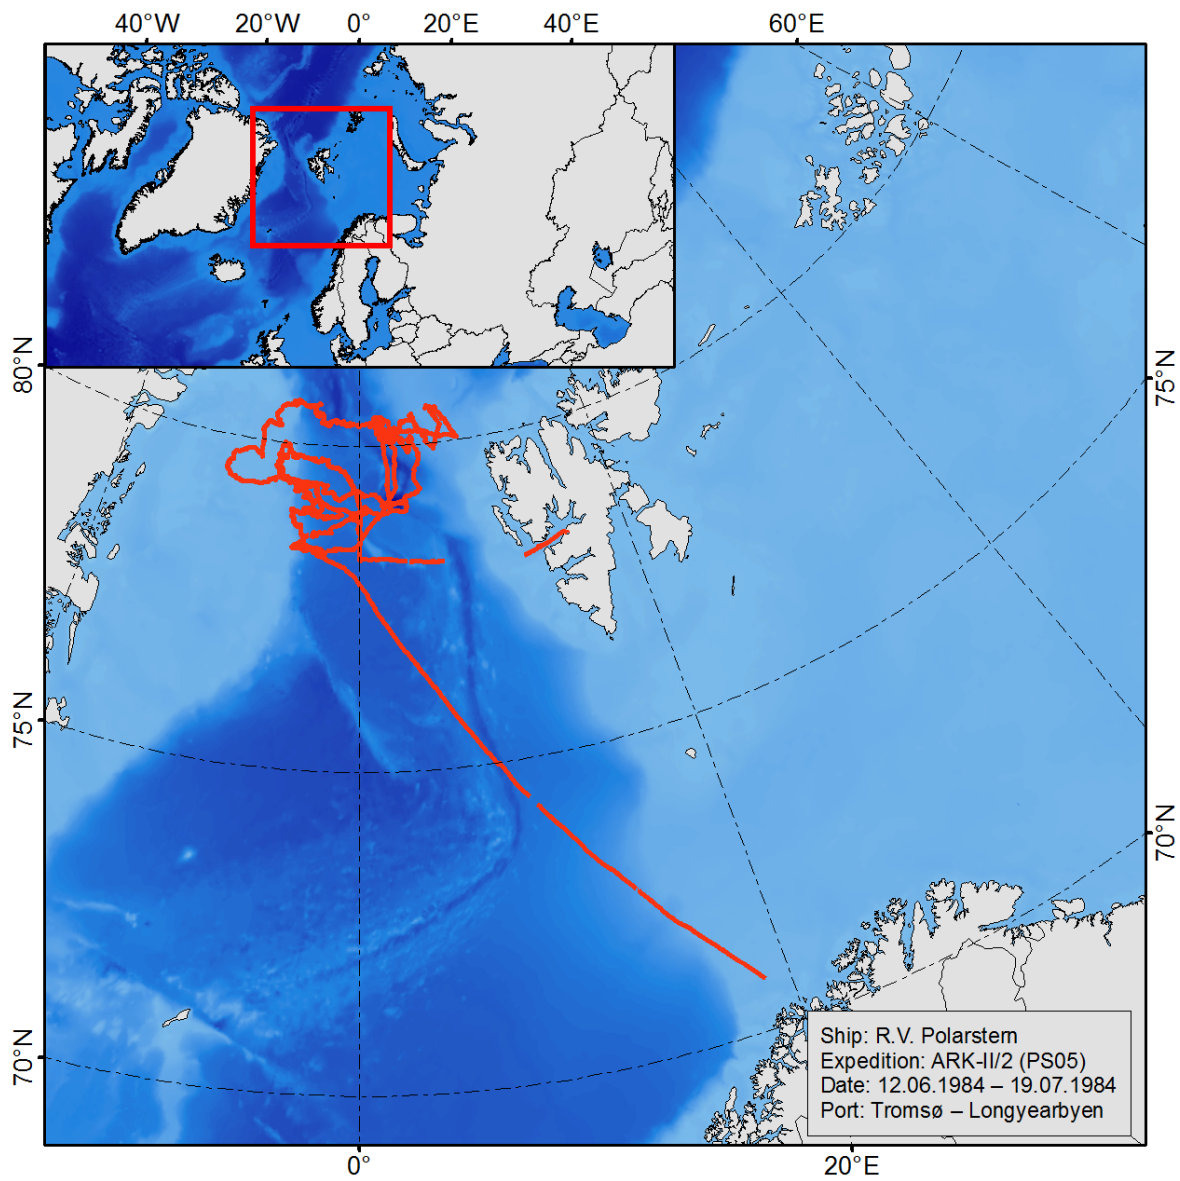 40°W 20°W 0° 20°E 40°E 60°E
80°N
75°N
75°N
70°N
70°N
Ship: R.V. Polarstern
Expedition: ARK-II/2 (PS05)
Date: 12.06.1984 – 19.07.1984
Port: Tromsø – Longyearbyen
0° 20°E